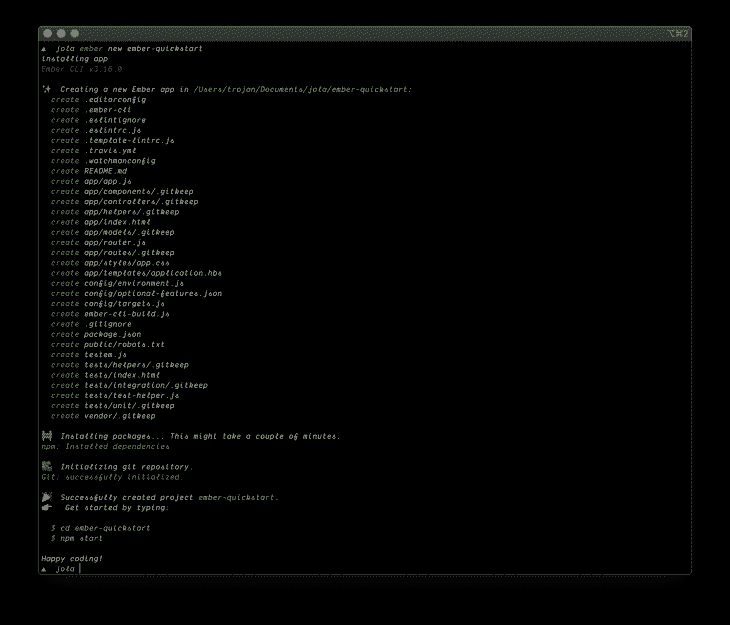 ⌥⌘2
▲ jola ember new ember-quickstart
installing app
Ember CLI v3.16.0
✨ Creating a new Ember app in /Users/trojan/Documents/jola/ember-quickstart:
create .editorconfig
create .ember-cli
create .eslintignore
create .eslintrc.js
create .template-lintrc.js
create .travis.yml
create .watchmanconfig
create README.md
create app/app.js
create app/components/.gitkeep
create app/controllers/.gitkeep
create app/helpers/.gitkeep
create app/index.html
create app/models/.gitkeep
create app/router.js
create app/routes/.gitkeep
create app/styles/app.css
create app/templates/application.hbs
create config/environment.js
create config/optional-features.json
create config/targets.js
create ember-cli-build.js
create .gitignore
create package.json
create public/robots.txt
create testem.js
create tests/helpers/.gitkeep
create tests/index.html
create tests/integration/.gitkeep
create tests/test-helper.js
create tests/unit/.gitkeep
create vendor/.gitkeep
🚧 Installing packages... This might take a couple of minutes.
npm: Installed dependencies
🎥 Initializing git repository.
Git: successfully initialized.
🎉 Successfully created project ember-quickstart.
👉 Get started by typing:
$ cd ember-quickstart
$ npm start
Happy coding!
▲ jola